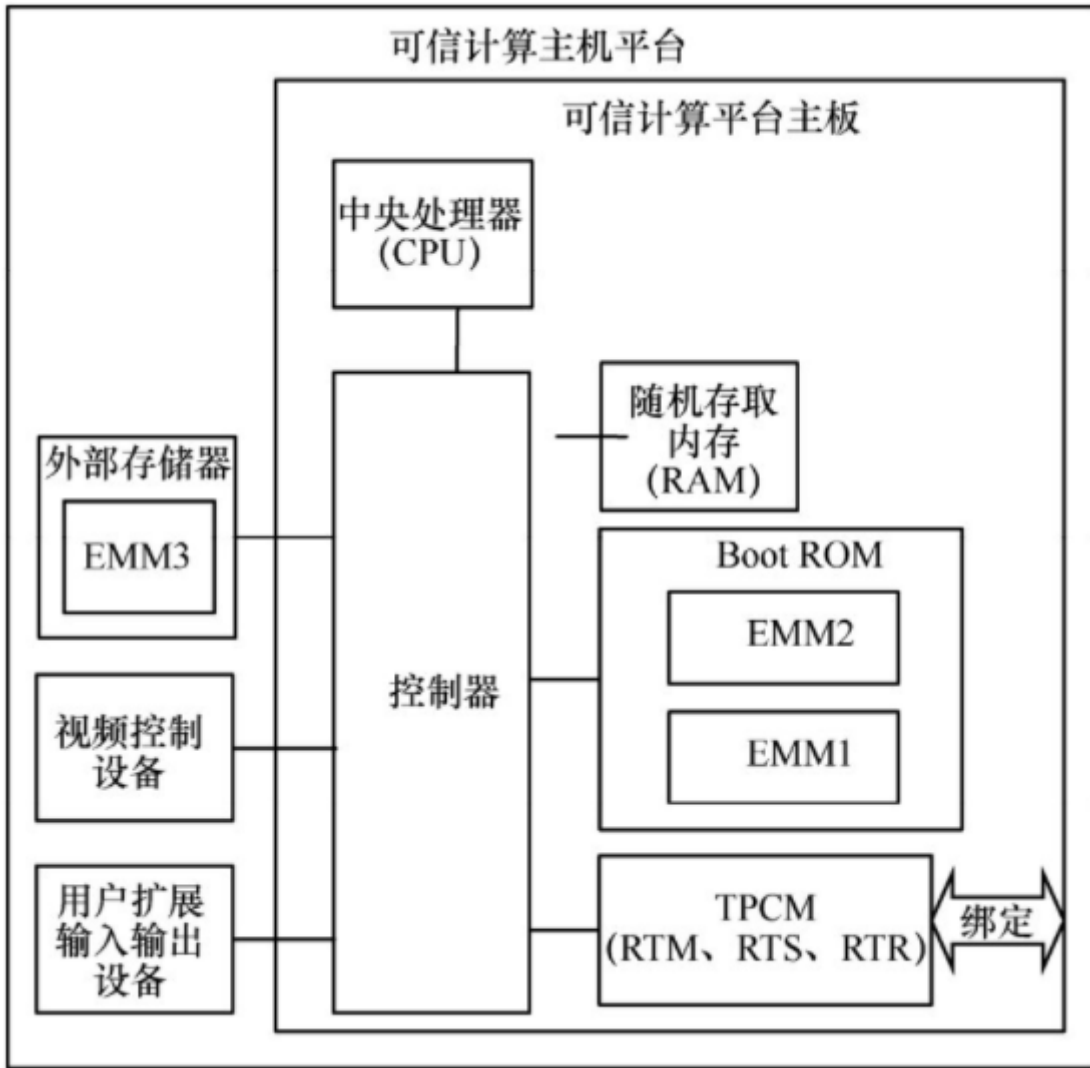 可信计算主机平台
可信计算平台主板
中央处理器
(CPU)
随机存取
内存
(RAM)
外部存储器
EMM3
Boot ROM
EMM2
EMM1
控制器
视频控制
设备
用户扩展
输入输出
设备
TPCM
(RTM、RTS、RTR)
绑定